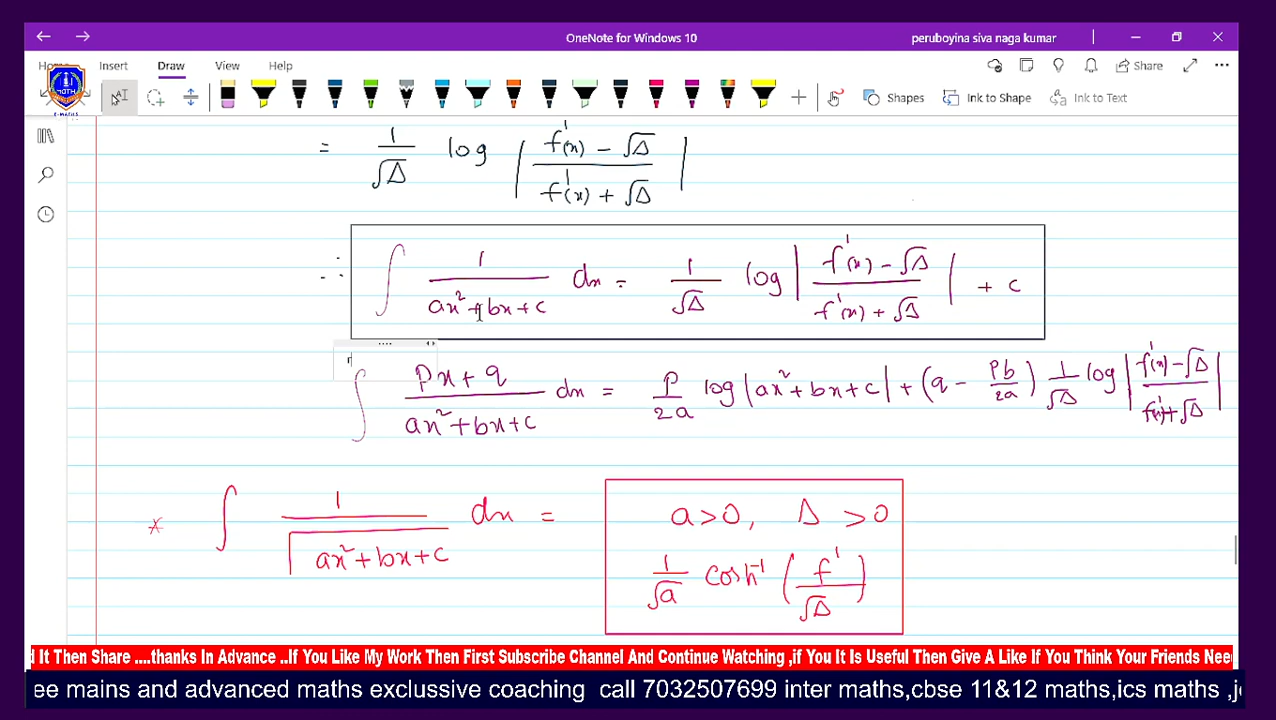 OneNote for Windows 10
peruboyina siva naga kumar
Insert Draw View Help
Share
Shapes Ink to Shape Ink to Text
MATH
E-MATHS
= 1/√Δ log | (f'(x) - √Δ)/(f'(x) + √Δ) |
∴ ∫ 1/(ax² + bx + c) dx = 1/√Δ log | (f'(x) - √Δ)/(f'(x) + √Δ) | + c
∫ (px + q)/(ax² + bx + c) dx = p/2a log |ax² + bx + c| + (q - pb/2a) 1/√Δ log | (f'(x) - √Δ)/(f'(x) + √Δ) |
* ∫ 1/√(ax² + bx + c) dx =
a > 0, Δ > 0
1/√a cosh⁻¹ (f'/√Δ)
d It Then Share ....thanks In Advance ..If You Like My Work Then First Subscribe Channel And Continue Watching ,if You It Is Useful Then Give A Like If You Think Your Friends Nee
ee mains and advanced maths exclussive coaching call 7032507699 inter maths,cbse 11&12 maths,ics maths ,j